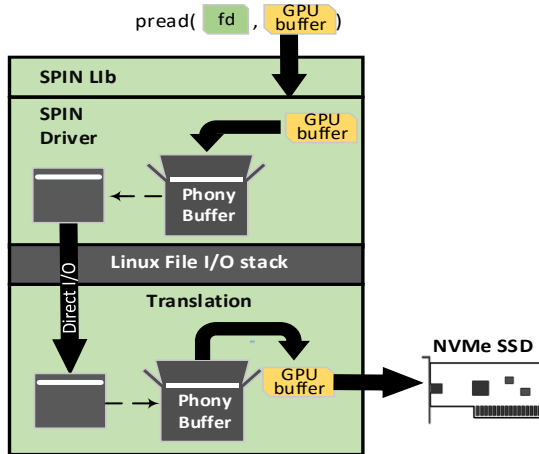 pread( fd , GPU buffer )
SPIN LIb
SPIN
Driver
GPU
buffer
Phony
Buffer
Linux File I/O stack
Direct I/O
Translation
NVMe SSD
GPU
buffer
Phony
Buffer